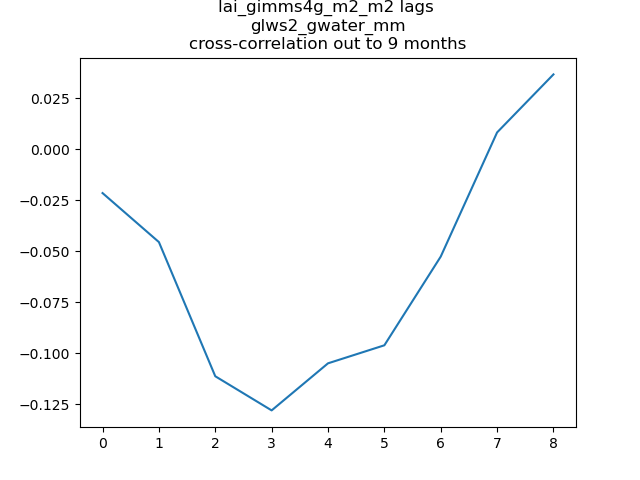 lai_gimms4g_m2_m2 lags
glws2_gwater_mm
cross-correlation out to 9 months
0.025
0.000
−0.025
−0.050
−0.075
−0.100
−0.125
0 1 2 3 4 5 6 7 8